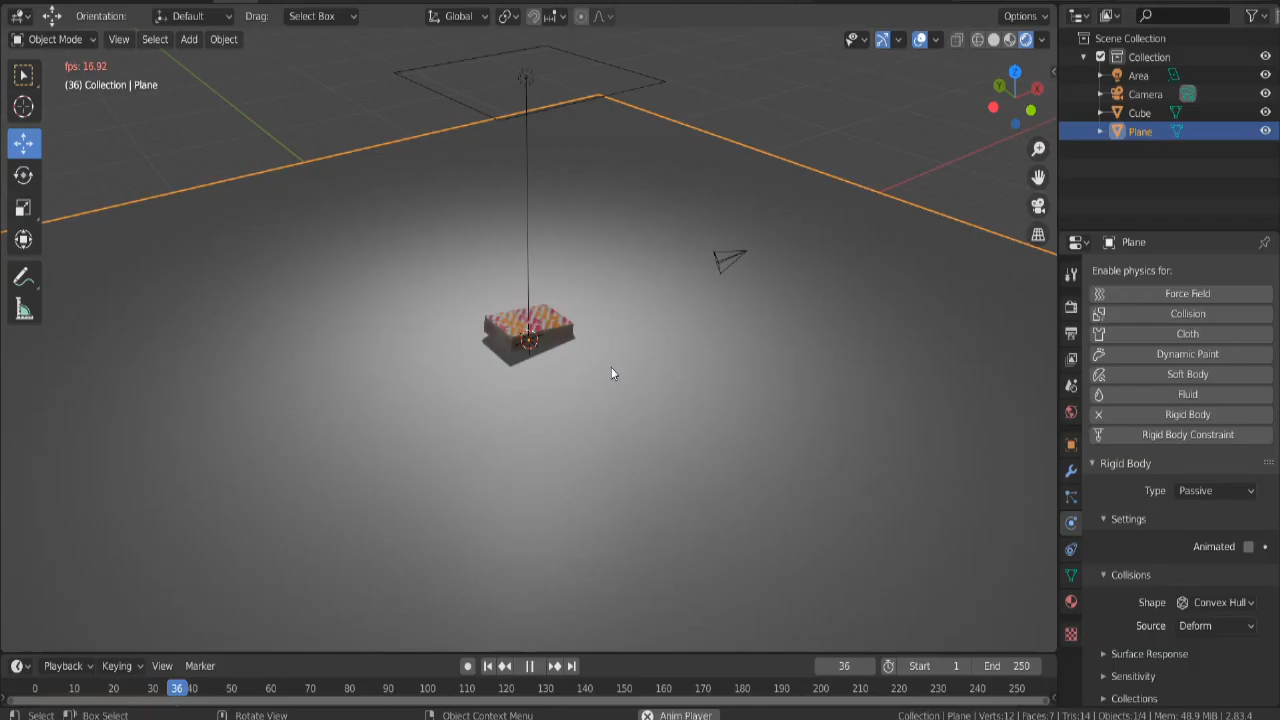 Orientation: Default Drag: Select Box Global Options
Object Mode View Select Add Object
fps: 16.92
(36) Collection | Plane
Z
Y
X
Scene Collection
Collection
Area
Camera
Cube
Plane
Plane
Enable physics for:
Force Field
Collision
Cloth
Dynamic Paint
Soft Body
Fluid
Rigid Body
Rigid Body Constraint
Rigid Body
Type Passive
Settings
Animated
Collisions
Shape Convex Hull
Source Deform
Surface Response
Sensitivity
Collections
Playback Keying View Marker 36 Start 1 End 250
0 10 20 30 36 40 50 60 70 80 90 100 110 120 130 140 150 160 170 180 190 200 210 220 230 240 250
Select Box Select Rotate View Object Context Menu Anim Player Collection | Plane | Verts:12 | Faces:7 | Tris:14 | Objects:1/4 | Mem: 48.9 MiB | 2.83.4